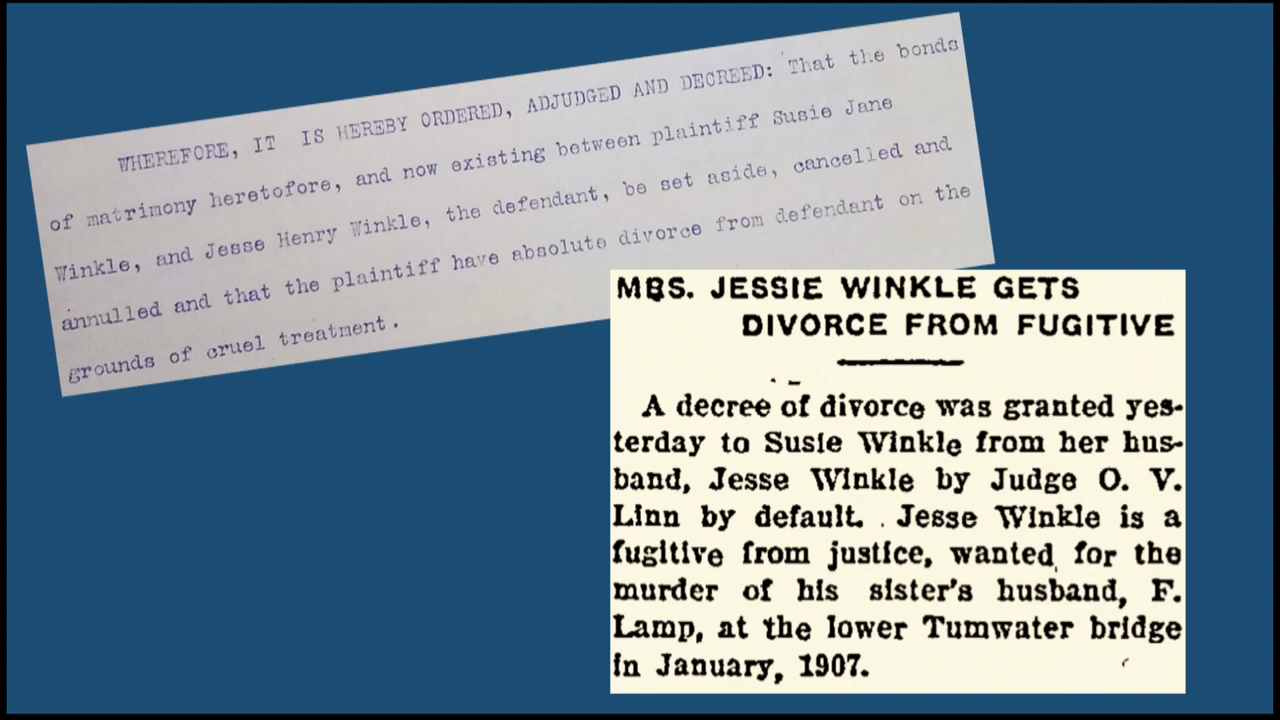 WHEREFORE, IT IS HEREBY ORDERED, ADJUDGED AND DECREED: That the bonds
of matrimony heretofore, and now existing between plaintiff Susie Jane
Winkle, and Jesse Henry Winkle, the defendant, be set aside, cancelled and
annulled and that the plaintiff have absolute divorce from defendant on the
grounds of cruel treatment.
MRS. JESSIE WINKLE GETS
DIVORCE FROM FUGITIVE
A decree of divorce was granted yes-
terday to Susie Winkle from her hus-
band, Jesse Winkle by Judge O. V.
Linn by default. Jesse Winkle is a
fugitive from justice, wanted for the
murder of his sister's husband, F.
Lamp, at the lower Tumwater bridge
in January, 1907.